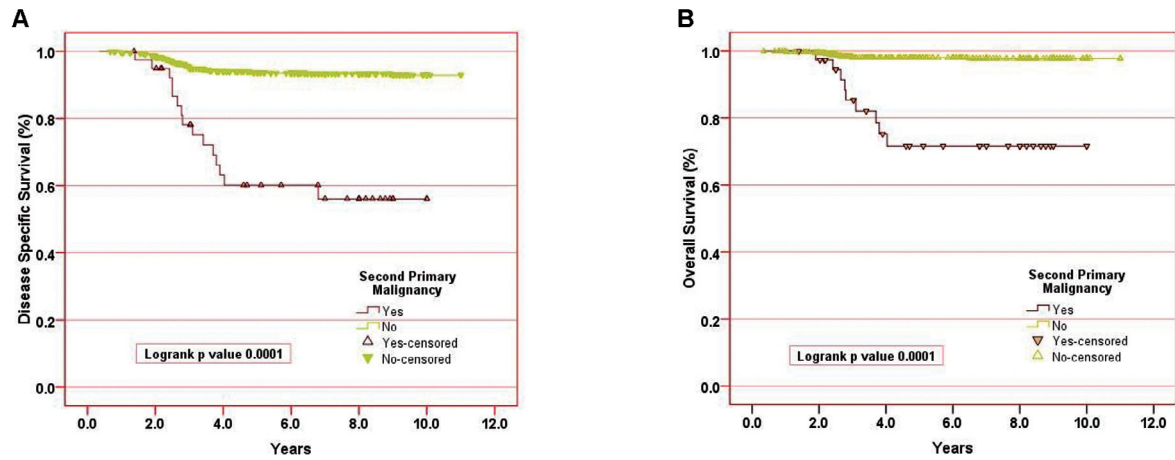 A
Disease Specific Survival (%)
1.0
0.8
0.6
0.4
0.2
0.0
Second Primary
Malignancy
Yes
No
Yes-censored
No-censored
Logrank p value 0.0001
0.0 2.0 4.0 6.0 8.0 10.0 12.0
Years
B
Overall Survival (%)
1.0
0.8
0.6
0.4
0.2
0.0
Second Primary
Malignancy
Yes
No
Yes-censored
No-censored
Logrank p value 0.0001
0.0 2.0 4.0 6.0 8.0 10.0 12.0
Years